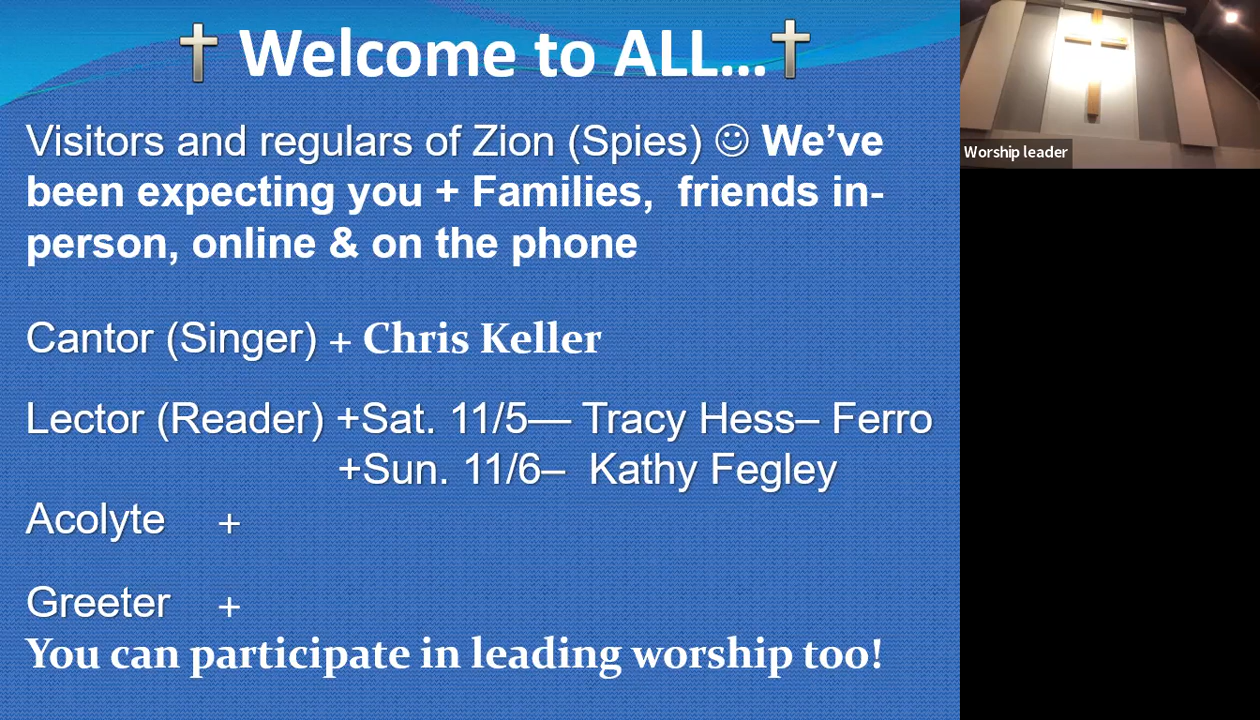 Welcome to ALL...
Visitors and regulars of Zion (Spies) ☺ We’ve
been expecting you + Families,  friends in-
person, online & on the phone
Cantor (Singer) + Chris Keller
Lector (Reader) +Sat. 11/5— Tracy Hess– Ferro
+Sun. 11/6–  Kathy Fegley
Acolyte +
Greeter +
You can participate in leading worship too!
Worship leader